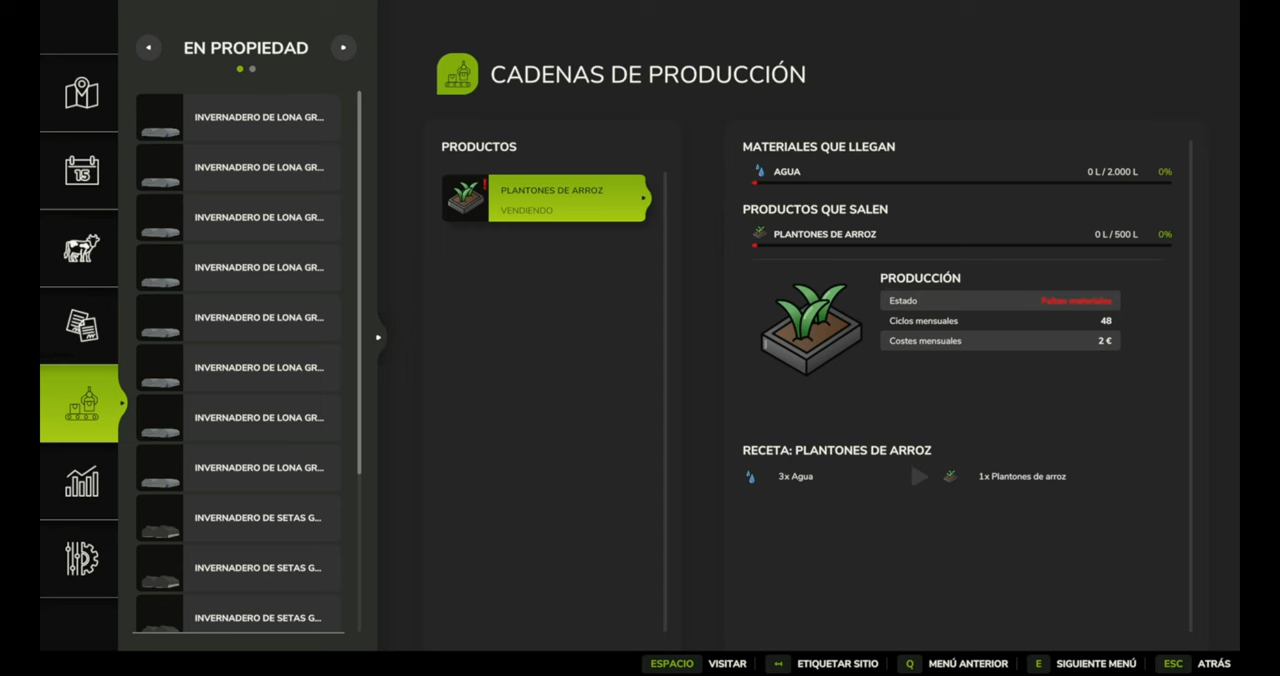 EN PROPIEDAD
INVERNADERO DE LONA GR...
INVERNADERO DE LONA GR...
INVERNADERO DE LONA GR...
INVERNADERO DE LONA GR...
INVERNADERO DE LONA GR...
INVERNADERO DE LONA GR...
INVERNADERO DE LONA GR...
INVERNADERO DE LONA GR...
INVERNADERO DE SETAS G...
INVERNADERO DE SETAS G...
INVERNADERO DE SETAS G...
15
CADENAS DE PRODUCCIÓN
PRODUCTOS
PLANTONES DE ARROZ
VENDIENDO
MATERIALES QUE LLEGAN
AGUA 0 L / 2.000 L 0%
PRODUCTOS QUE SALEN
PLANTONES DE ARROZ 0 L / 500 L 0%
PRODUCCIÓN
Estado Faltan materiales
Ciclos mensuales 48
Costes mensuales 2 €
RECETA: PLANTONES DE ARROZ
3x Agua 1x Plantones de arroz
ESPACIO VISITAR ETIQUETAR SITIO Q MENÚ ANTERIOR E SIGUIENTE MENÚ ESC ATRÁS